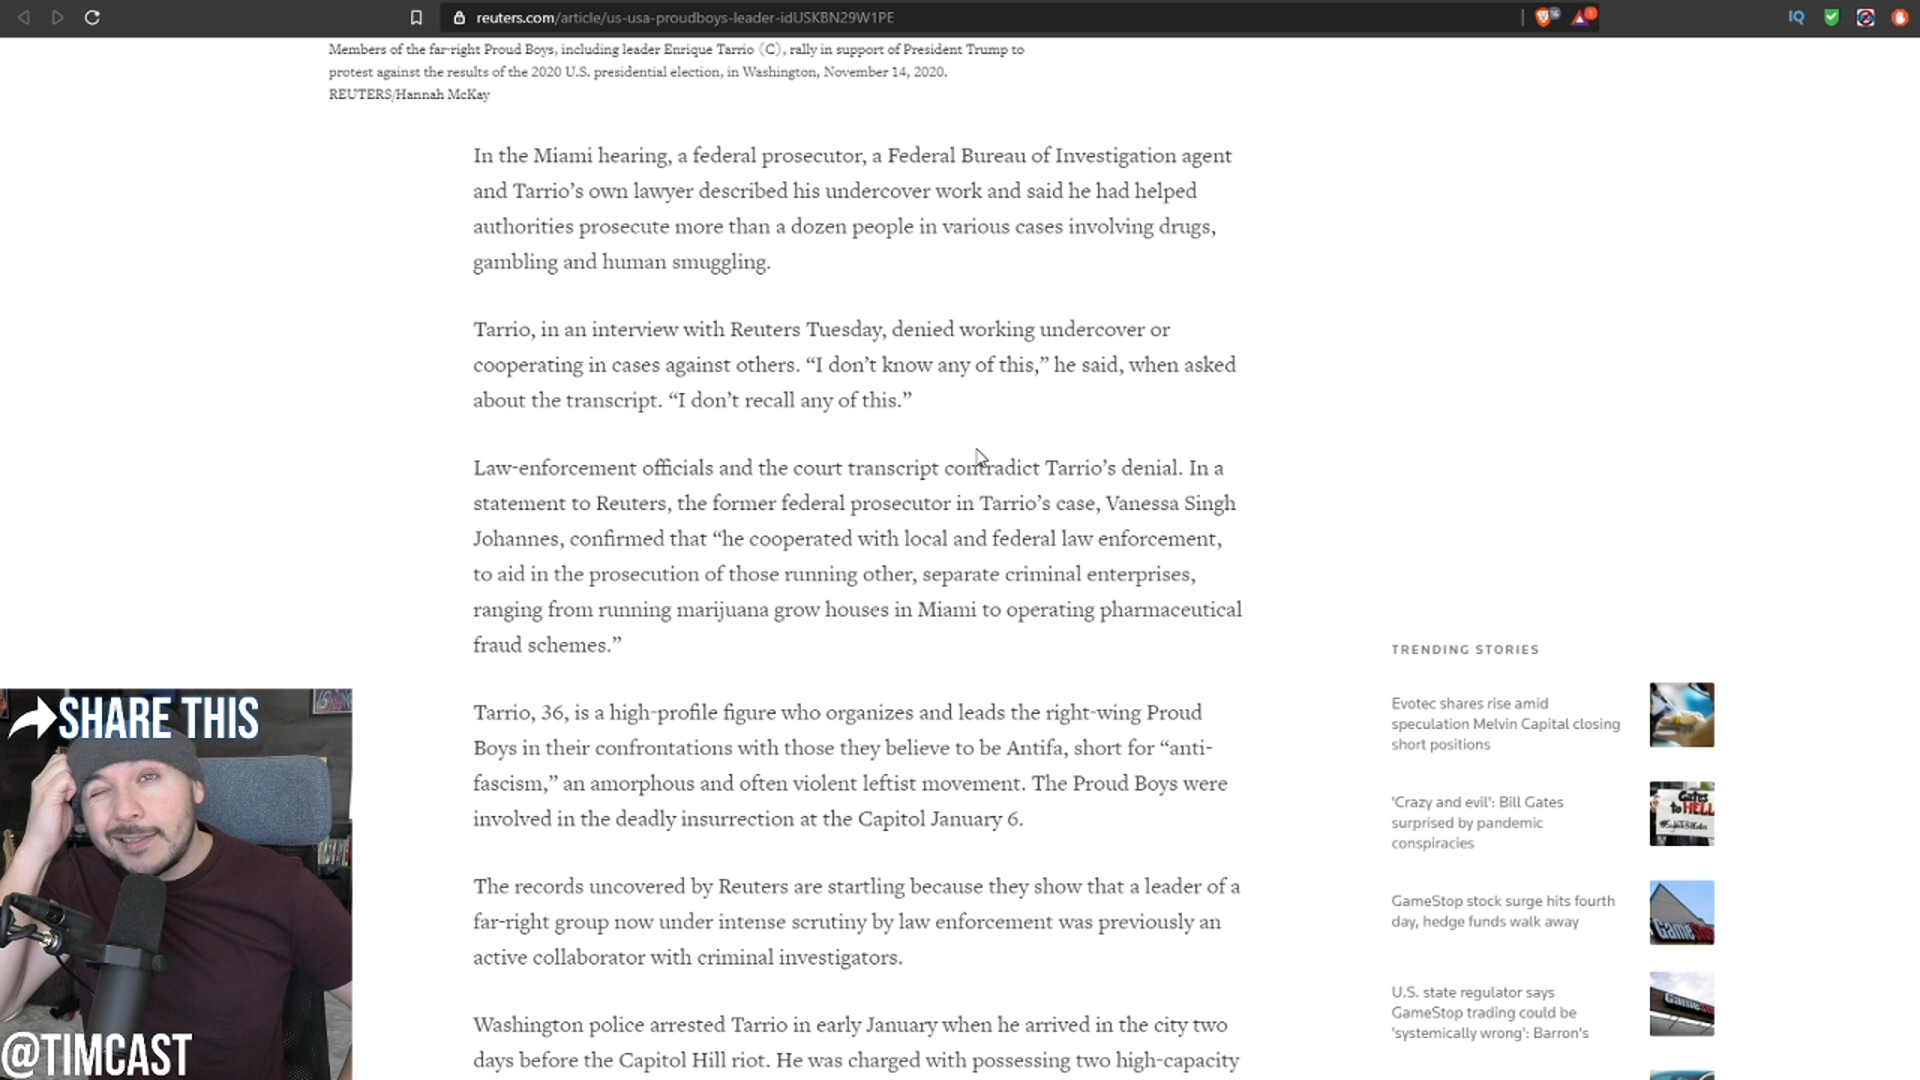 reuters.com/article/us-usa-proudboys-leader-idUSKBN29W1PE
IQ
Members of the far-right Proud Boys, including leader Enrique Tarrio (C), rally in support of President Trump to
protest against the results of the 2020 U.S. presidential election, in Washington, November 14, 2020.
REUTERS/Hannah McKay
In the Miami hearing, a federal prosecutor, a Federal Bureau of Investigation agent
and Tarrio’s own lawyer described his undercover work and said he had helped
authorities prosecute more than a dozen people in various cases involving drugs,
gambling and human smuggling.
Tarrio, in an interview with Reuters Tuesday, denied working undercover or
cooperating in cases against others. “I don’t know any of this,” he said, when asked
about the transcript. “I don’t recall any of this.”
Law-enforcement officials and the court transcript contradict Tarrio’s denial. In a
statement to Reuters, the former federal prosecutor in Tarrio’s case, Vanessa Singh
Johannes, confirmed that “he cooperated with local and federal law enforcement,
to aid in the prosecution of those running other, separate criminal enterprises,
ranging from running marijuana grow houses in Miami to operating pharmaceutical
fraud schemes.”
Tarrio, 36, is a high-profile figure who organizes and leads the right-wing Proud
Boys in their confrontations with those they believe to be Antifa, short for “anti-
fascism,” an amorphous and often violent leftist movement. The Proud Boys were
involved in the deadly insurrection at the Capitol January 6.
The records uncovered by Reuters are startling because they show that a leader of a
far-right group now under intense scrutiny by law enforcement was previously an
active collaborator with criminal investigators.
Washington police arrested Tarrio in early January when he arrived in the city two
days before the Capitol Hill riot. He was charged with possessing two high-capacity
TRENDING STORIES
Evotec shares rise amid
speculation Melvin Capital closing
short positions
'Crazy and evil': Bill Gates
surprised by pandemic
conspiracies
Gates
to HELL
GameStop stock surge hits fourth
day, hedge funds walk away
U.S. state regulator says
GameStop trading could be
'systemically wrong': Barron's
SHARE THIS
@TIMCAST